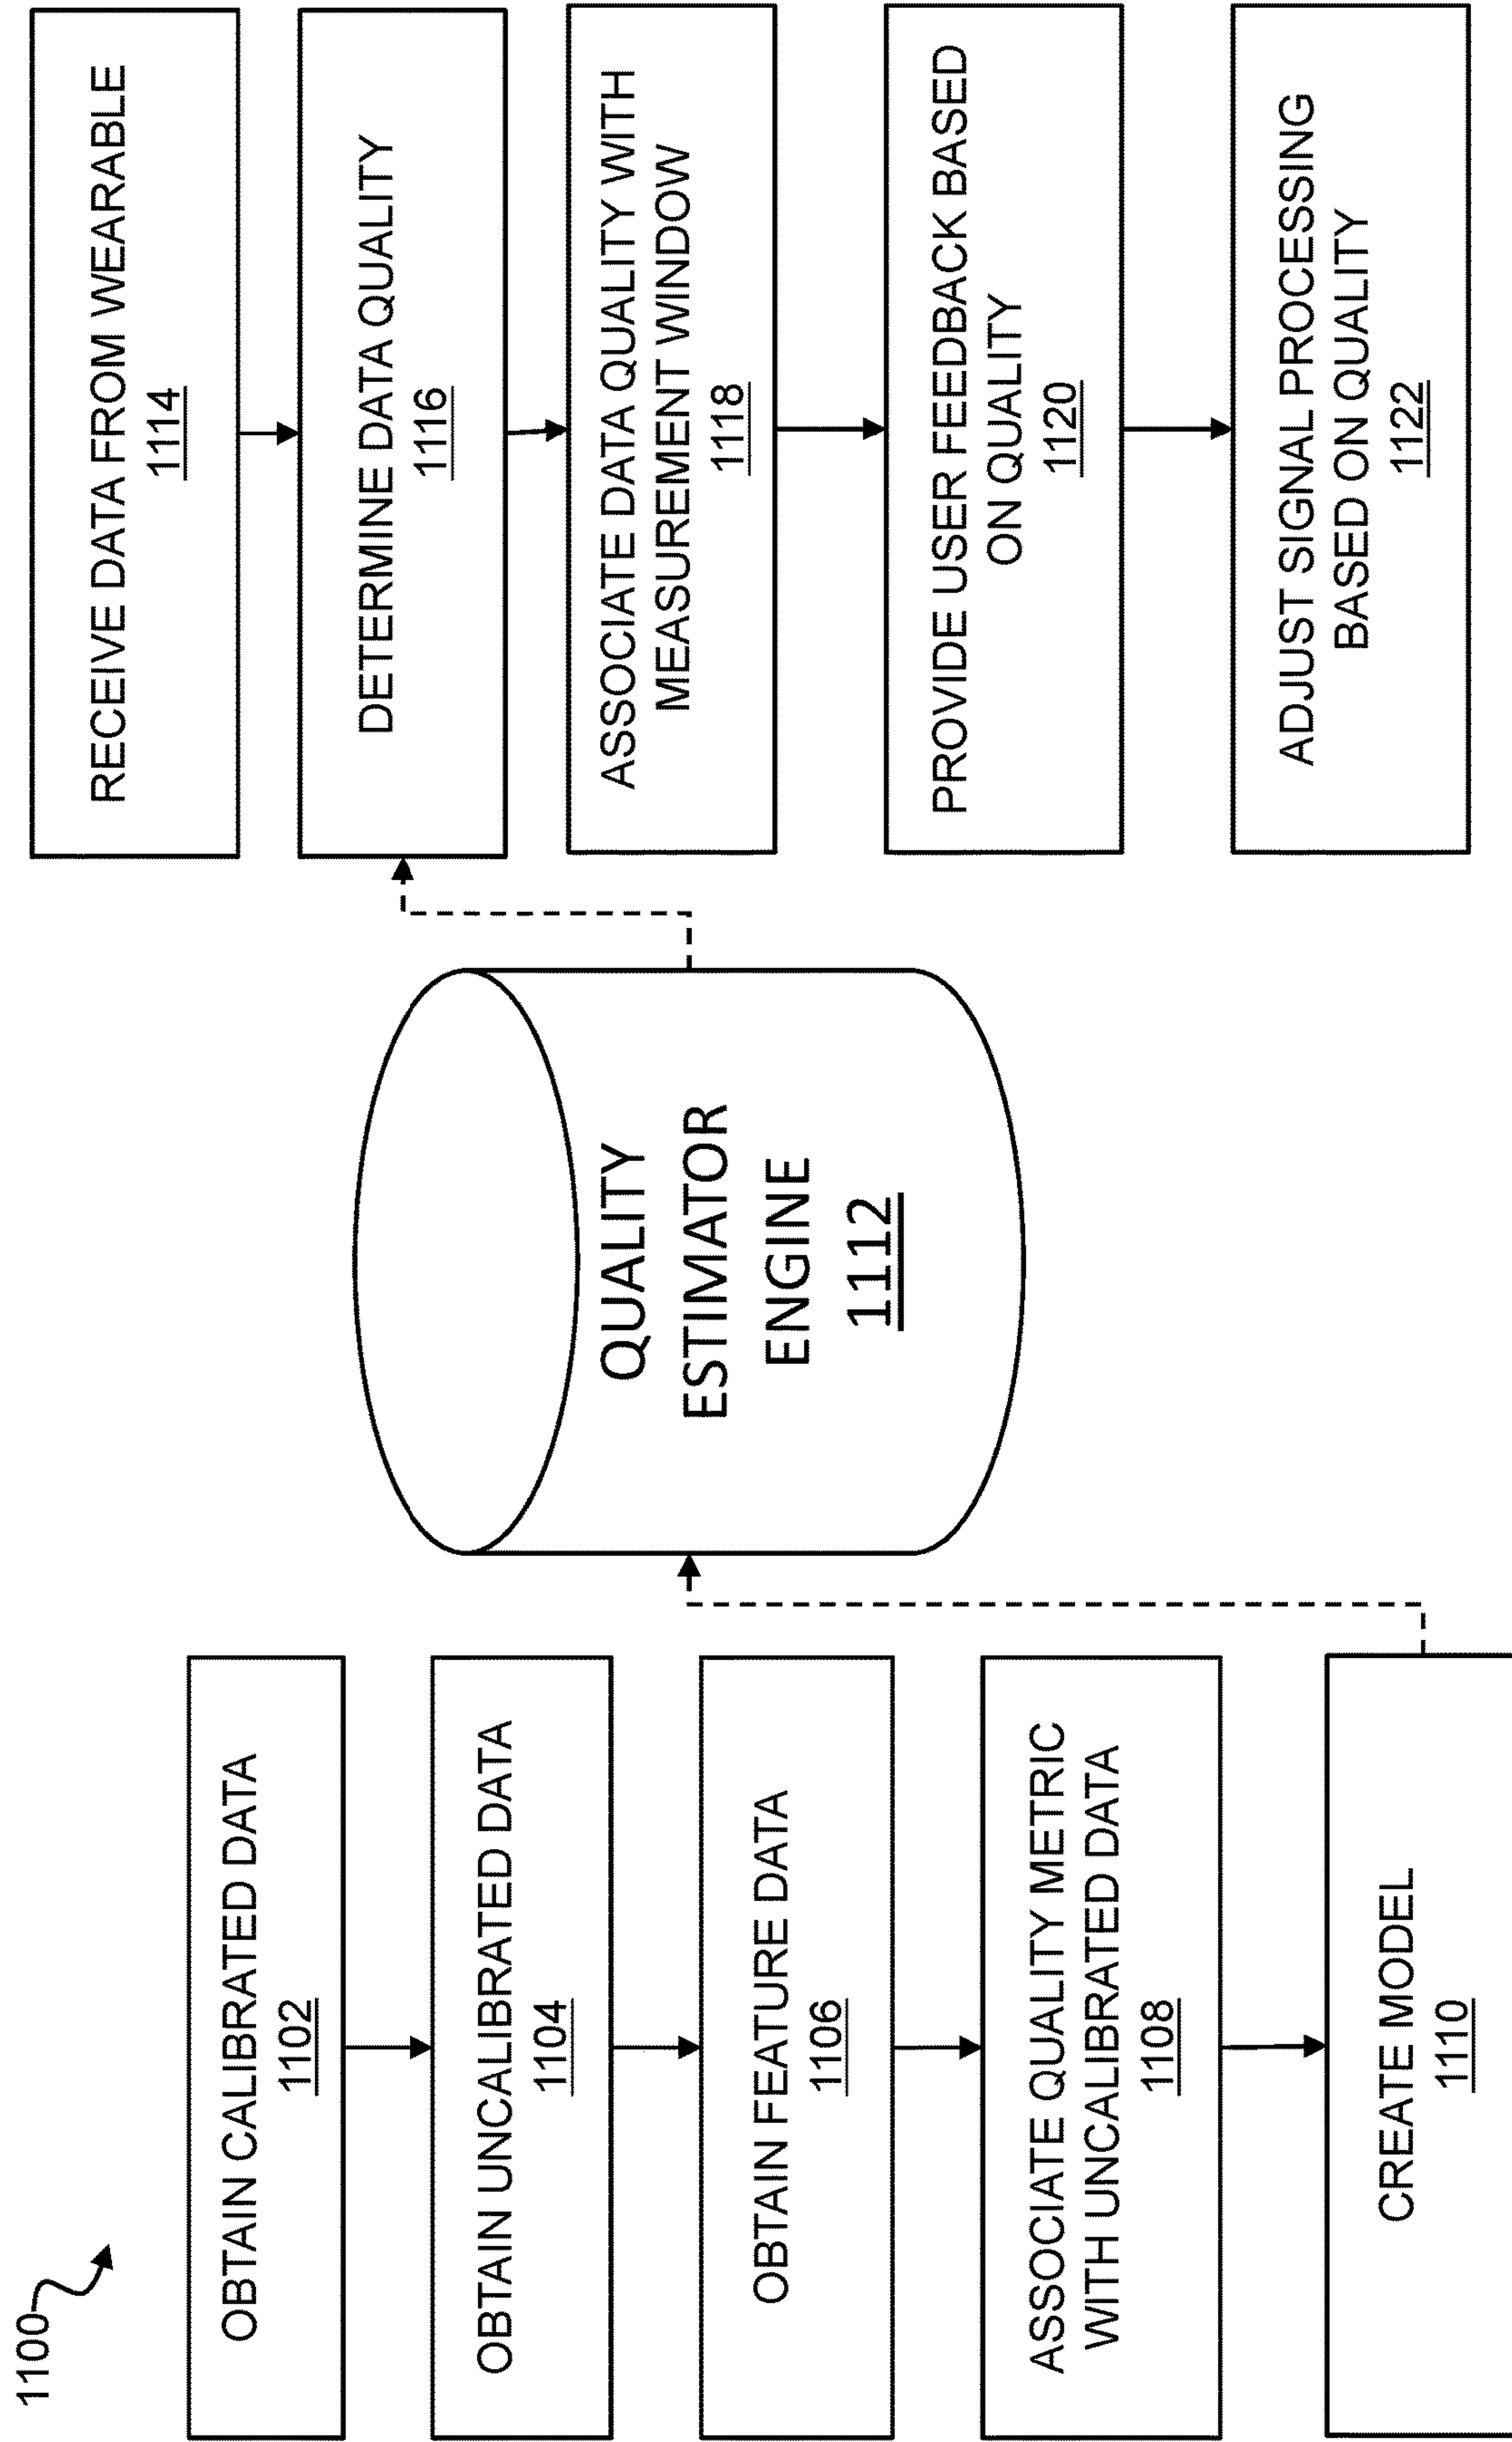 1100
OBTAIN CALIBRATED DATA
1102
OBTAIN UNCALIBRATED DATA
1104
OBTAIN FEATURE DATA
1106
ASSOCIATE QUALITY METRIC
WITH UNCALIBRATED DATA
1108
CREATE MODEL
1110
QUALITY
ESTIMATOR
ENGINE
1112
RECEIVE DATA FROM WEARABLE
1114
DETERMINE DATA QUALITY
1116
ASSOCIATE DATA QUALITY WITH
MEASUREMENT WINDOW
1118
PROVIDE USER FEEDBACK BASED
ON QUALITY
1120
ADJUST SIGNAL PROCESSING
BASED ON QUALITY
1122